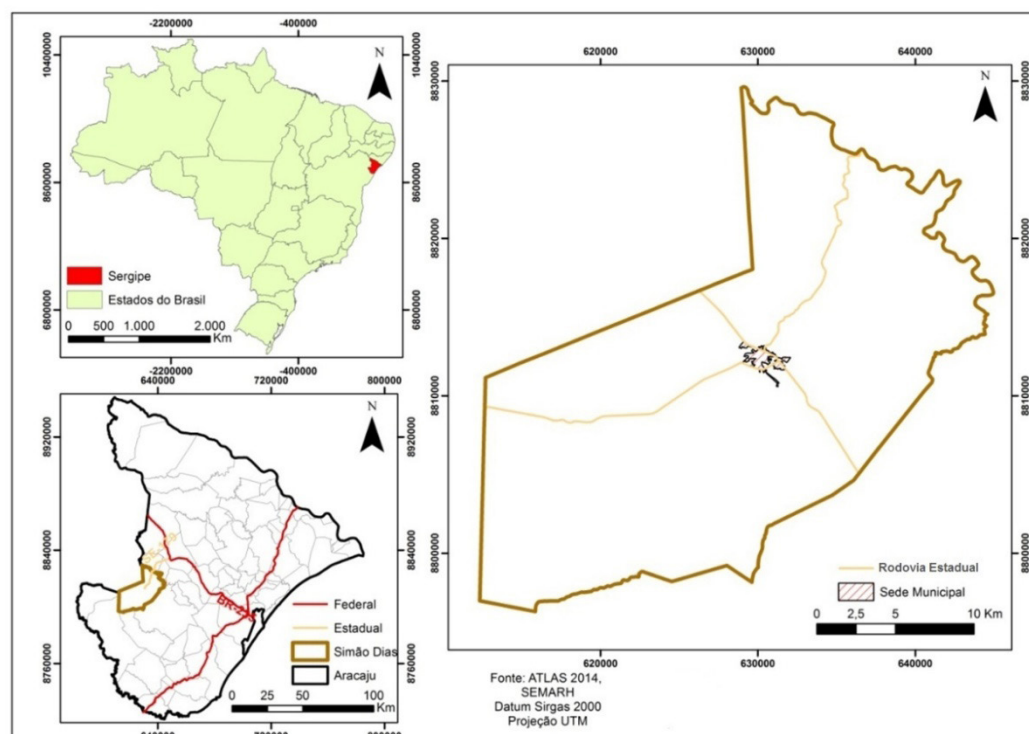 -2200000 -400000
N
10400000 10400000
8600000 8600000
6800000 6800000
Sergipe
Estados do Brasil
0 500 1.000 2.000
Km
-2200000 -400000
640000 720000 800000
N
8920000 8920000
8840000 8840000
8760000 8760000
Federal
Estadual
Simão Dias
Aracaju
0 25 50 100
Km
620000 630000 640000
N
8830000 8830000
8820000 8820000
8810000 8810000
8800000 8800000
Rodovia Estadual
Sede Municipal
0 2,5 5 10 Km
620000 630000 640000
Fonte: ATLAS 2014,
SEMARH
Datum Sirgas 2000
Projeção UTM